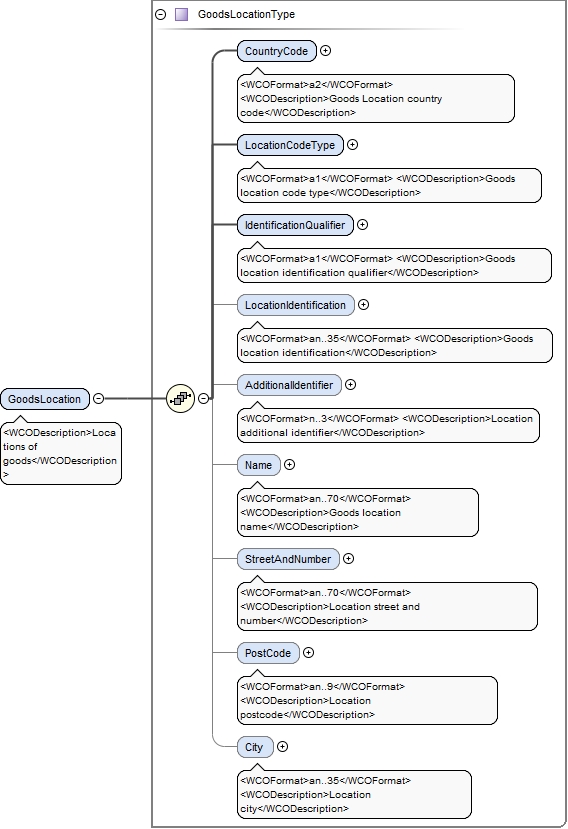 GoodsLocationType
CountryCode
<WCOFormat>a2</WCOFormat>
<WCODescription>Goods Location country
code</WCODescription>
LocationCodeType
<WCOFormat>a1</WCOFormat> <WCODescription>Goods
location code type</WCODescription>
IdentificationQualifier
<WCOFormat>a1</WCOFormat> <WCODescription>Goods
location identification qualifier</WCODescription>
LocationIdentification
<WCOFormat>an..35</WCOFormat> <WCODescription>Goods
location identification</WCODescription>
GoodsLocation
<WCODescription>Loca
tions of
goods</WCODescription
>
AdditionalIdentifier
<WCOFormat>n..3</WCOFormat> <WCODescription>Location
additional identifier</WCODescription>
Name
<WCOFormat>an..70</WCOFormat>
<WCODescription>Goods location
name</WCODescription>
StreetAndNumber
<WCOFormat>an..70</WCOFormat>
<WCODescription>Location street and
number</WCODescription>
PostCode
<WCOFormat>an..9</WCOFormat>
<WCODescription>Location
postcode</WCODescription>
City
<WCOFormat>an..35</WCOFormat>
<WCODescription>Location
city</WCODescription>